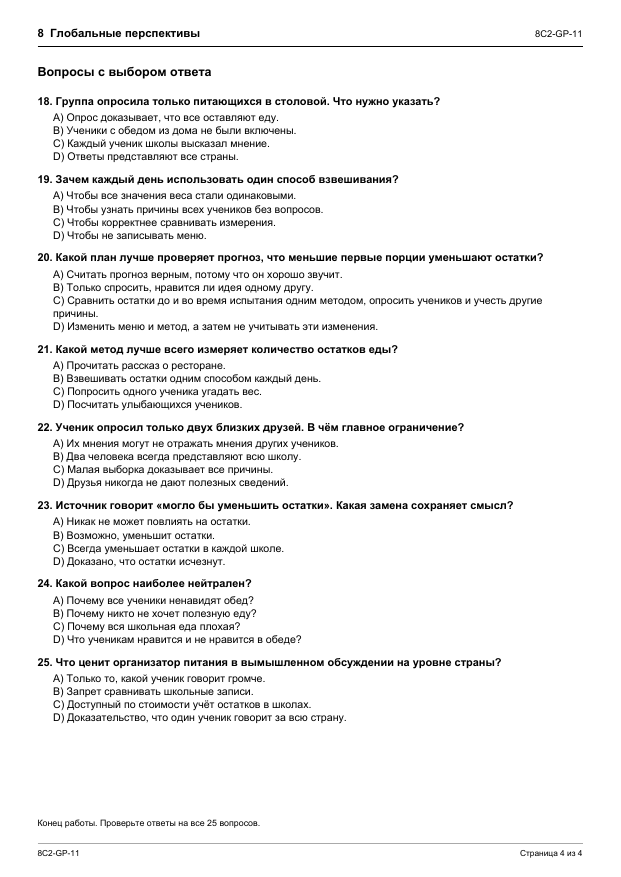 8 Глобальные перспективы
8C2-GP-11
Вопросы с выбором ответа
18. Группа опросила только питающихся в столовой. Что нужно указать?
A) Опрос доказывает, что все оставляют еду.
B) Ученики с обедом из дома не были включены.
C) Каждый ученик школы высказал мнение.
D) Ответы представляют все страны.
19. Зачем каждый день использовать один способ взвешивания?
A) Чтобы все значения веса стали одинаковыми.
B) Чтобы узнать причины всех учеников без вопросов.
C) Чтобы корректнее сравнивать измерения.
D) Чтобы не записывать меню.
20. Какой план лучше проверяет прогноз, что меньшие первые порции уменьшают остатки?
A) Считать прогноз верным, потому что он хорошо звучит.
B) Только спросить, нравится ли идея одному другу.
C) Сравнить остатки до и во время испытания одним методом, опросить учеников и учесть другие
причины.
D) Изменить меню и метод, а затем не учитывать эти изменения.
21. Какой метод лучше всего измеряет количество остатков еды?
A) Прочитать рассказ о ресторане.
B) Взвешивать остатки одним способом каждый день.
C) Попросить одного ученика угадать вес.
D) Посчитать улыбающихся учеников.
22. Ученик опросил только двух близких друзей. В чём главное ограничение?
A) Их мнения могут не отражать мнения других учеников.
B) Два человека всегда представляют всю школу.
C) Малая выборка доказывает все причины.
D) Друзья никогда не дают полезных сведений.
23. Источник говорит «могло бы уменьшить остатки». Какая замена сохраняет смысл?
A) Никак не может повлиять на остатки.
B) Возможно, уменьшит остатки.
C) Всегда уменьшает остатки в каждой школе.
D) Доказано, что остатки исчезнут.
24. Какой вопрос наиболее нейтрален?
A) Почему все ученики ненавидят обед?
B) Почему никто не хочет полезную еду?
C) Почему вся школьная еда плохая?
D) Что ученикам нравится и не нравится в обеде?
25. Что ценит организатор питания в вымышленном обсуждении на уровне страны?
A) Только то, какой ученик говорит громче.
B) Запрет сравнивать школьные записи.
C) Доступный по стоимости учёт остатков в школах.
D) Доказательство, что один ученик говорит за всю страну.
Конец работы. Проверьте ответы на все 25 вопросов.
8C2-GP-11
Страница 4 из 4